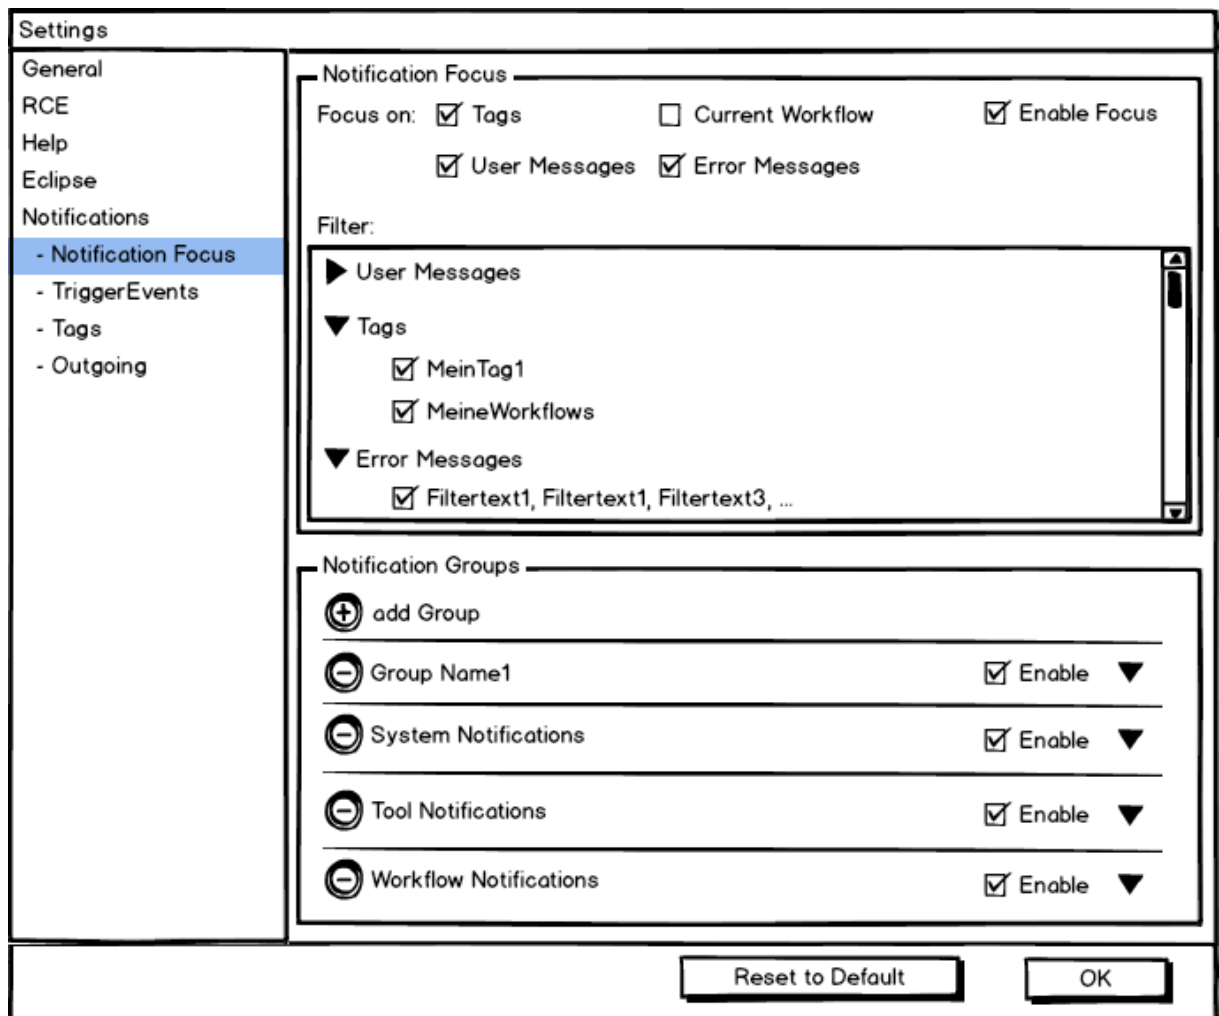 Settings
General
RCE
Help
Eclipse
Notifications
- Notification Focus
- TriggerEvents
- Tags
- Outgoing
Notification Focus
Focus on: Tags Current Workflow Enable Focus
User Messages Error Messages
Filter:
User Messages
Tags
MeinTag1
MeineWorkflows
Error Messages
Filtertext1, Filtertext1, Filtertext3, ...
Notification Groups
add Group
Group Name1 Enable
System Notifications Enable
Tool Notifications Enable
Workflow Notifications Enable
Reset to Default OK